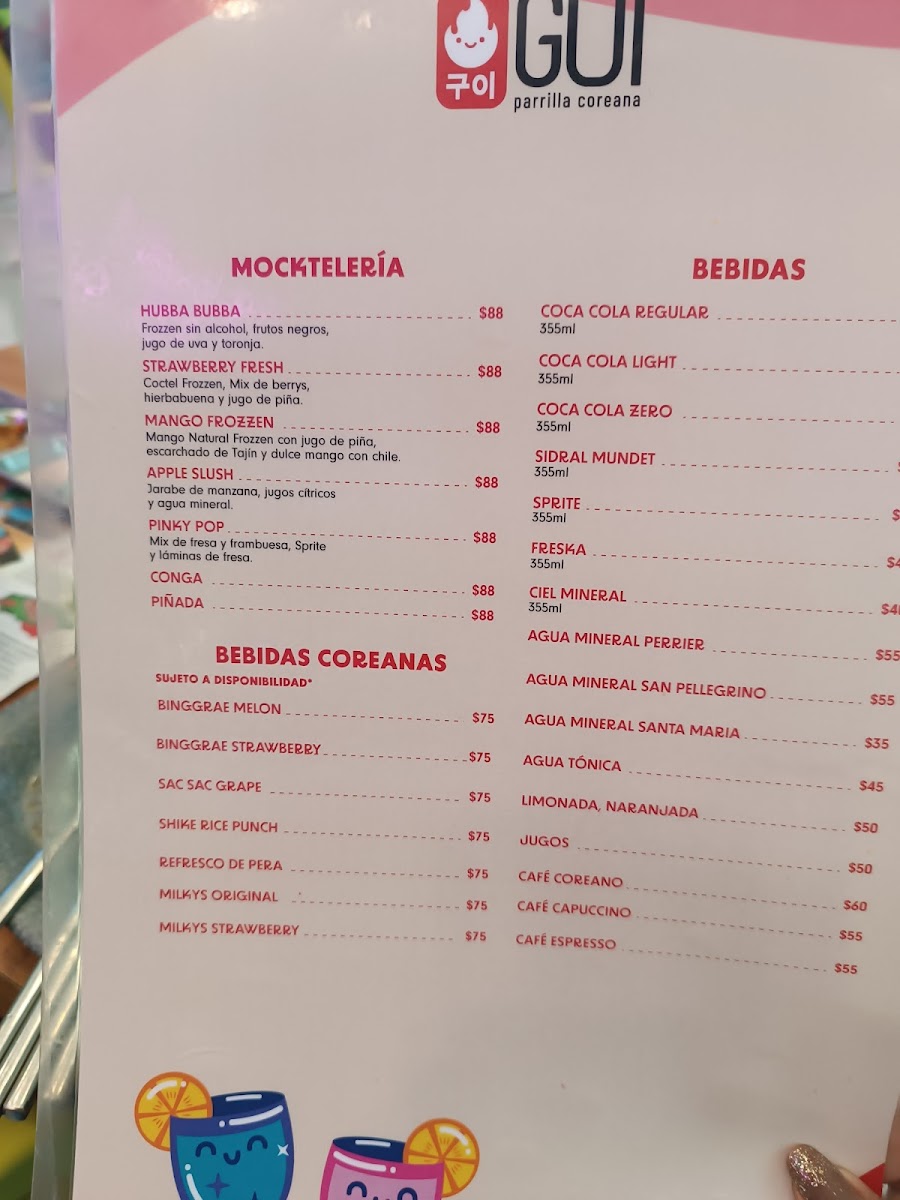 구이
GUI
parrilla coreana
MOCKTELERÍA
HUBBA BUBBA $88
Frozzen sin alcohol, frutos negros,
jugo de uva y toronja.
STRAWBERRY FRESH $88
Coctel Frozzen, Mix de berrys,
hierbabuena y jugo de piña.
MANGO FROZZEN $88
Mango Natural Frozzen con jugo de piña,
escarchado de Tajín y dulce mango con chile.
APPLE SLUSH $88
Jarabe de manzana, jugos cítricos
y agua mineral.
PINKY POP $88
Mix de fresa y frambuesa, Sprite
y láminas de fresa.
CONGA $88
PIÑADA $88
BEBIDAS COREANAS
SUJETO A DISPONIBILIDAD*
BINGGRAE MELON $75
BINGGRAE STRAWBERRY $75
SAC SAC GRAPE $75
SHIKE RICE PUNCH $75
REFRESCO DE PERA $75
MILKYS ORIGINAL $75
MILKYS STRAWBERRY $75
BEBIDAS
COCA COLA REGULAR
355ml
COCA COLA LIGHT
355ml
COCA COLA ZERO
355ml
SIDRAL MUNDET
355ml
SPRITE $
355ml
FRESKA $4
355ml
CIEL MINERAL $4
355ml
AGUA MINERAL PERRIER $55
AGUA MINERAL SAN PELLEGRINO $55
AGUA MINERAL SANTA MARIA $35
AGUA TÓNICA $45
LIMONADA, NARANJADA $50
JUGOS $50
CAFÉ COREANO $60
CAFÉ CAPUCCINO $55
CAFÉ ESPRESSO $55